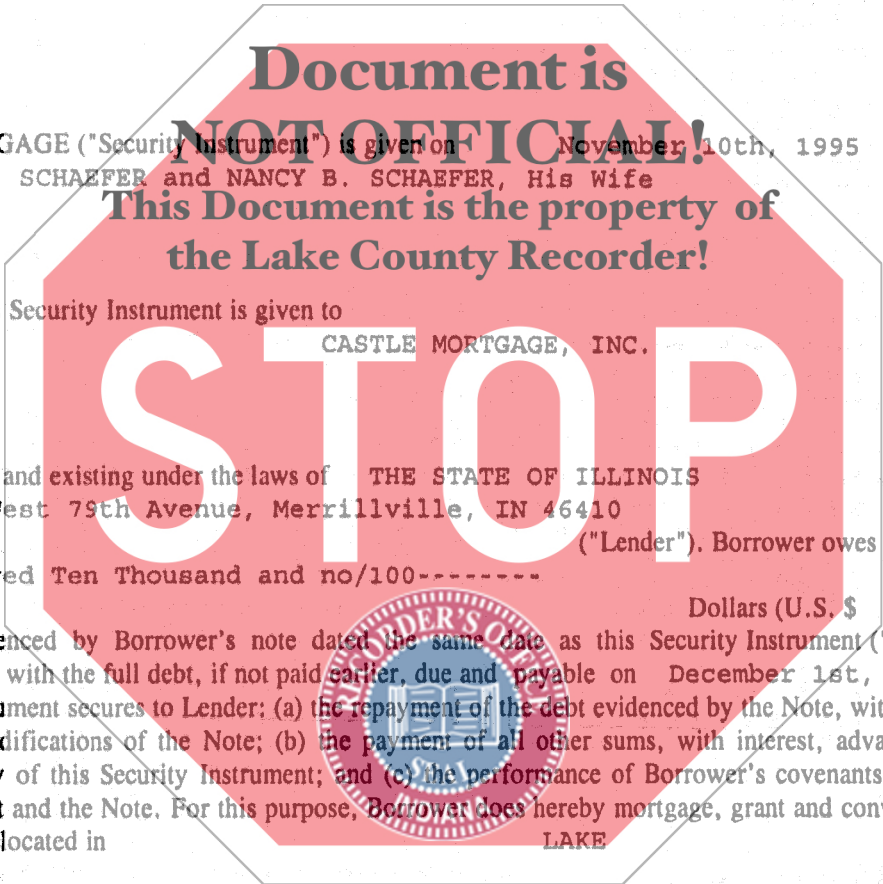 Document is
NOT OFFICIAL!
GAGE ("Security Instrument") is given on November 10th, 1995
SCHAEFER and NANCY B. SCHAEFER, His Wife
This Document is the property of
the Lake County Recorder!
Security Instrument is given to
CASTLE MORTGAGE, INC.
STOP
and existing under the laws of THE STATE OF ILLINOIS
est 79th Avenue, Merrillville, IN 46410
("Lender"). Borrower owes
ed Ten Thousand and no/100--------
Dollars (U.S. $
enced by Borrower's note dated the same date as this Security Instrument ("
with the full debt, if not paid earlier, due and payable on December 1st,
ument secures to Lender: (a) the repayment of the debt evidenced by the Note, wit
difications of the Note; (b) the payment of all other sums, with interest, adva
y of this Security Instrument; and (c) the performance of Borrower's covenants
t and the Note. For this purpose, Borrower does hereby mortgage, grant and conv
located in LAKE
RECORDER'S OFFICE
SEAL
INDIANA